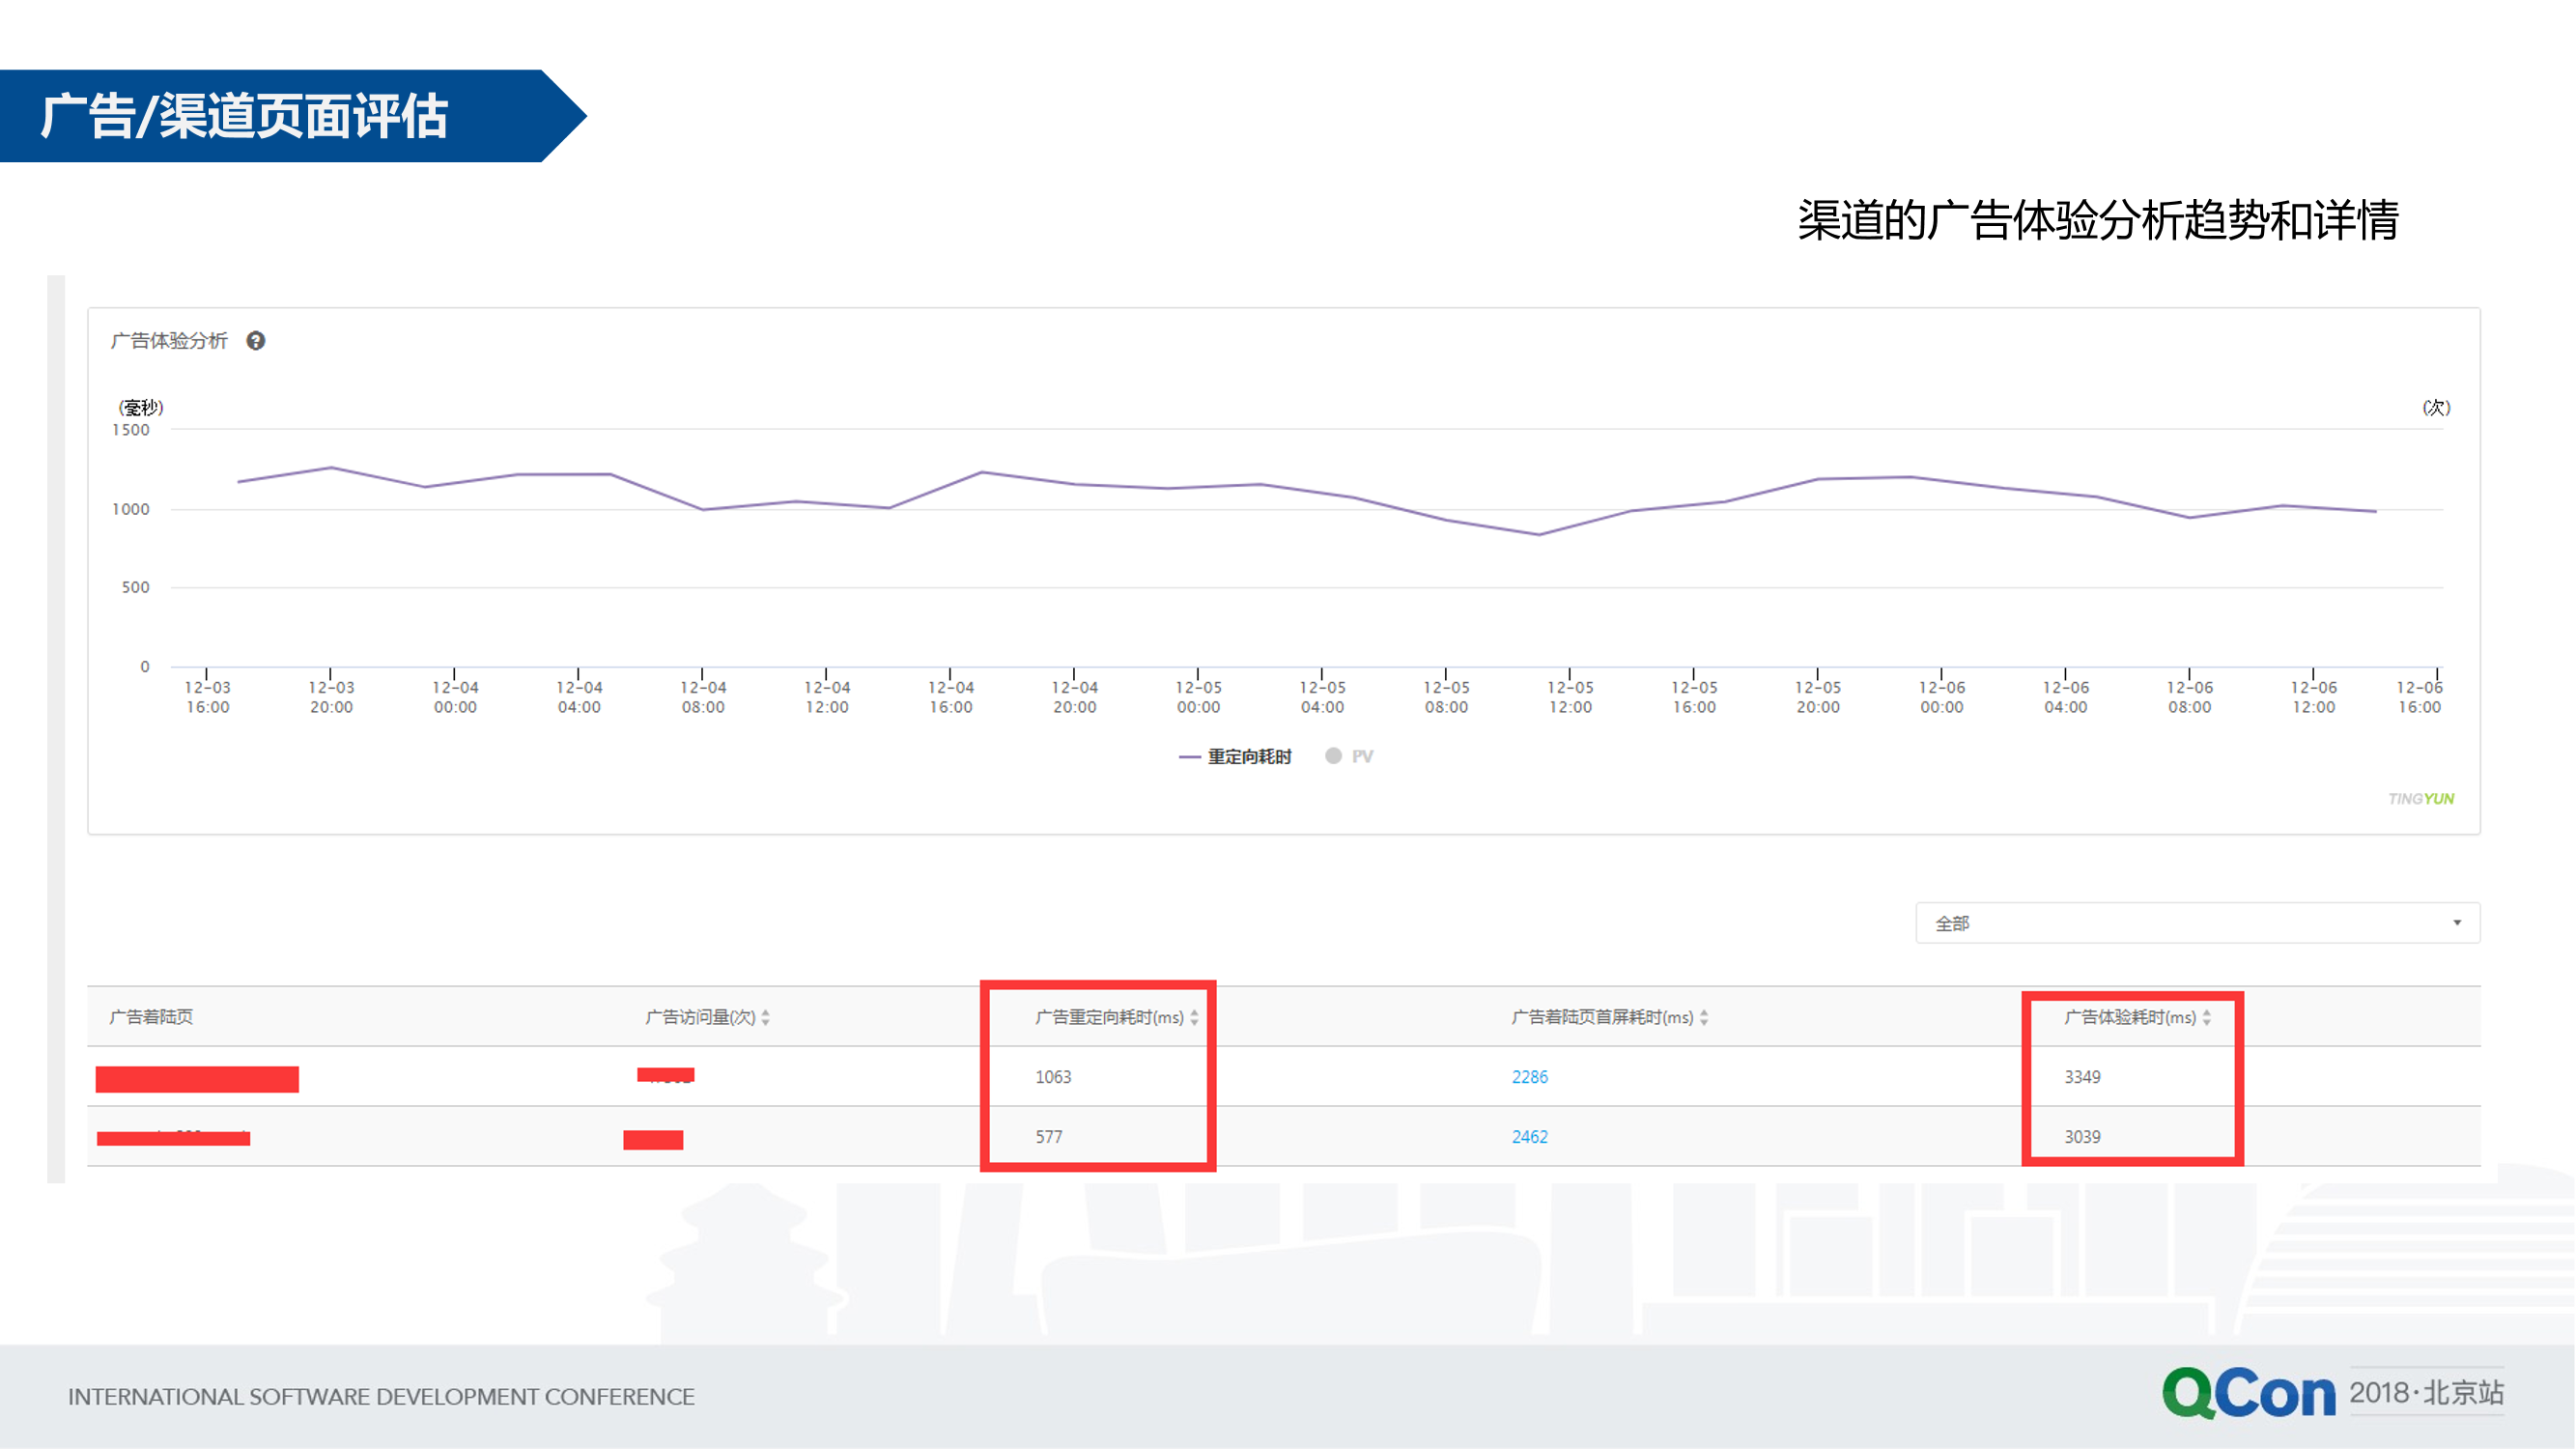 广告/渠道页面评估
渠道的广告体验分析趋势和详情
广告体验分析 ?
(毫秒) (次)
1500
1000
500
0
12-03 12-03 12-04 12-04 12-04 12-04 12-04 12-04 12-05 12-05 12-05 12-05 12-05 12-05 12-06 12-06 12-06 12-06 12-06
16:00 20:00 00:00 04:00 08:00 12:00 16:00 20:00 00:00 04:00 08:00 12:00 16:00 20:00 00:00 04:00 08:00 12:00 16:00
重定向耗时 PV
TINGYUN
全部
广告着陆页 广告访问量(次) 广告重定向耗时(ms) 广告着陆页首屏耗时(ms) 广告体验耗时(ms)
1063 2286 3349
577 2462 3039
INTERNATIONAL SOFTWARE DEVELOPMENT CONFERENCE
QCon 2018·北京站